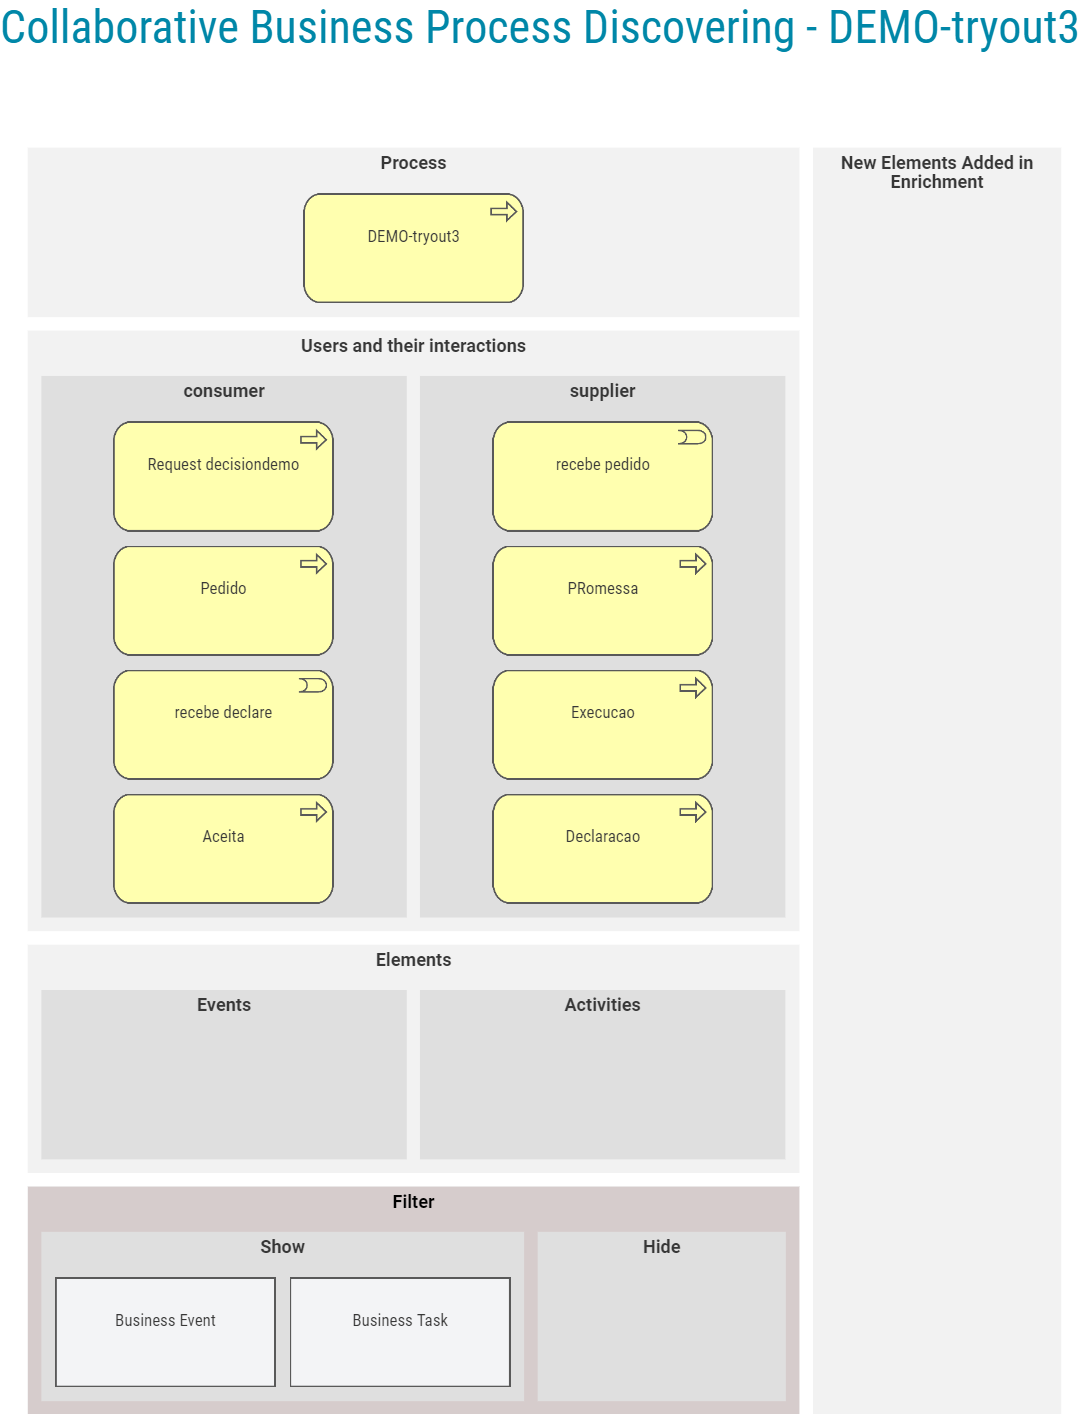 Collaborative Business Process Discovering - DEMO-tryout3
Process
DEMO-tryout3
New Elements Added in
Enrichment
Users and their interactions
consumer
Request decisiondemo
Pedido
recebe declare
Aceita
supplier
recebe pedido
PRomessa
Execucao
Declaracao
Elements
Events
Activities
Filter
Show
Business Event
Business Task
Hide